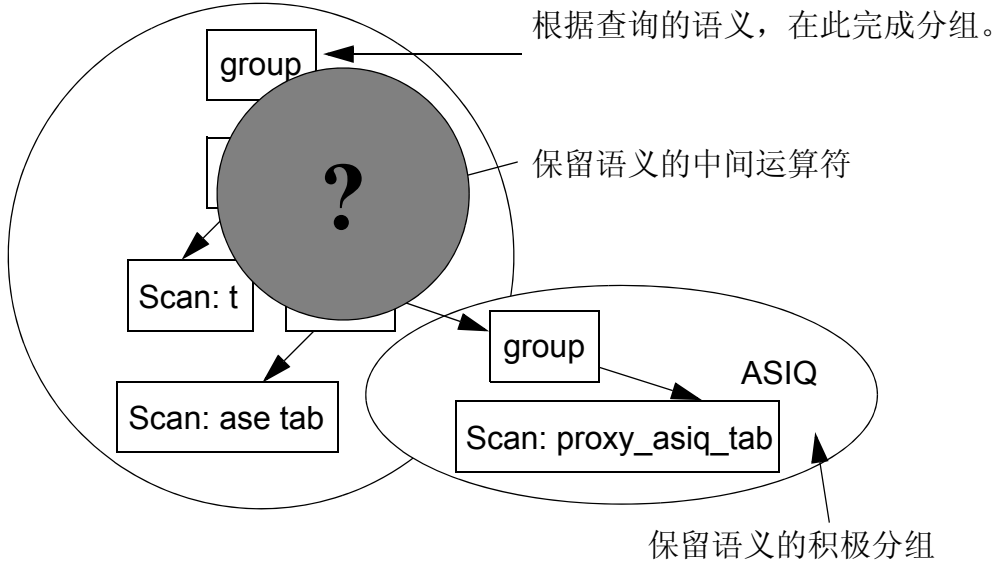 根据查询的语义，在此完成分组。
group
保留语义的中间运算符
?
Scan: t
group
ASIQ
Scan: ase tab
Scan: proxy_asiq_tab
保留语义的积极分组